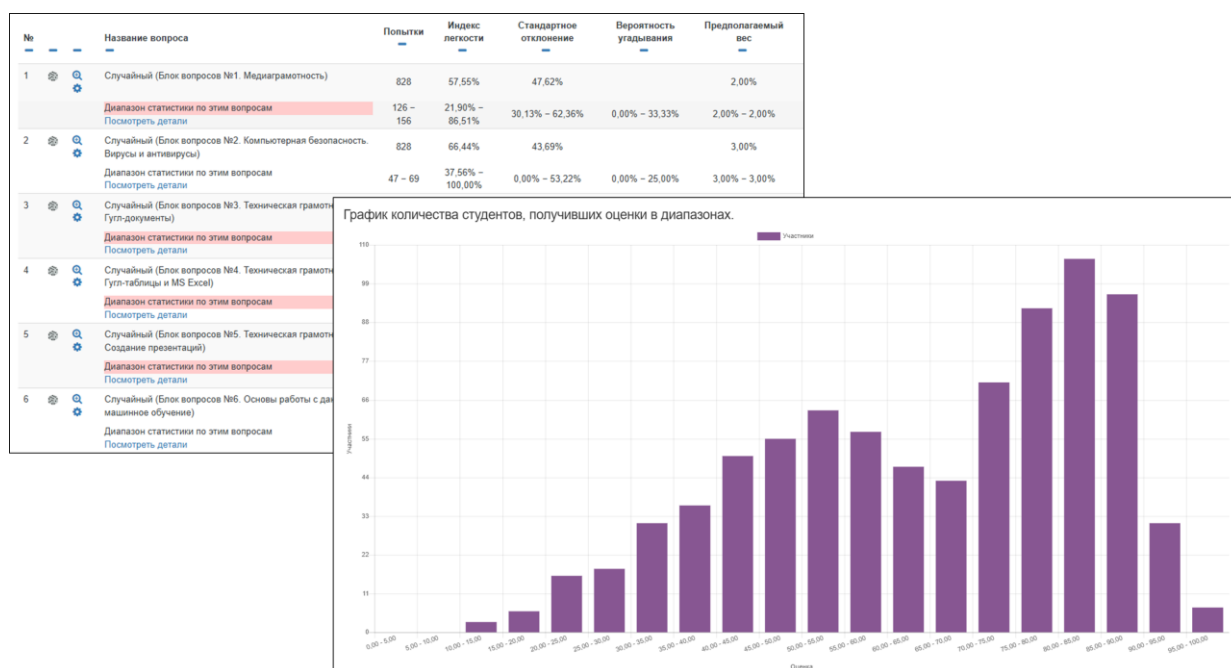 № Название вопроса Попытки Индекс легкости Стандартное отклонение Вероятность угадывания Предполагаемый вес
1 Случайный (Блок вопросов №1. Медиаграмотность) 828 57,55% 47,62% 2,00%
Диапазон статистики по этим вопросам 126 – 156 21,90% – 86,51% 30,13% – 62,36% 0,00% – 33,33% 2,00% – 2,00%
Посмотреть детали
2 Случайный (Блок вопросов №2. Компьютерная безопасность. 828 66,44% 43,69% 3,00%
Вирусы и антивирусы)
Диапазон статистики по этим вопросам 47 – 69 37,56% – 100,00% 0,00% – 53,22% 0,00% – 25,00% 3,00% – 3,00%
Посмотреть детали
3 Случайный (Блок вопросов №3. Техническая
Гугл-документы)
Диапазон статистики по этим вопросам
Посмотреть детали
4 Случайный (Блок вопросов №4. Техническая
Гугл-таблицы и MS Excel)
Диапазон статистики по этим вопросам
Посмотреть детали
5 Случайный (Блок вопросов №5. Техническая
Создание презентаций)
Диапазон статистики по этим вопросам
Посмотреть детали
6 Случайный (Блок вопросов №6. Основы работы с
машинное обучение)
Диапазон статистики по этим вопросам
Посмотреть детали
График количества студентов, получивших оценки в диапазонах.
Участники
110
99
88
77
66
55
44
33
22
11
0
Участники
0,00 - 5,00
5,00 - 10,00
10,00 - 15,00
15,00 - 20,00
20,00 - 25,00
25,00 - 30,00
30,00 - 35,00
35,00 - 40,00
40,00 - 45,00
45,00 - 50,00
50,00 - 55,00
55,00 - 60,00
60,00 - 65,00
65,00 - 70,00
70,00 - 75,00
75,00 - 80,00
80,00 - 85,00
85,00 - 90,00
90,00 - 95,00
95,00 - 100,00
Оценка